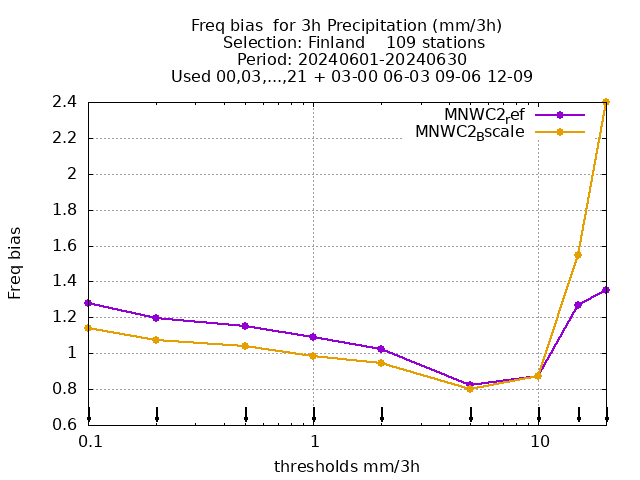 Freq bias  for 3h Precipitation (mm/3h)
Selection: Finland    109 stations
Period: 20240601-20240630
Used 00,03,...,21 + 03-00 06-03 09-06 12-09
MNWC2ref
MNWC2Bscale
2.4
2.2
2
1.8
1.6
1.4
1.2
1
0.8
0.6
Freq bias
0.1 1 10
thresholds mm/3h